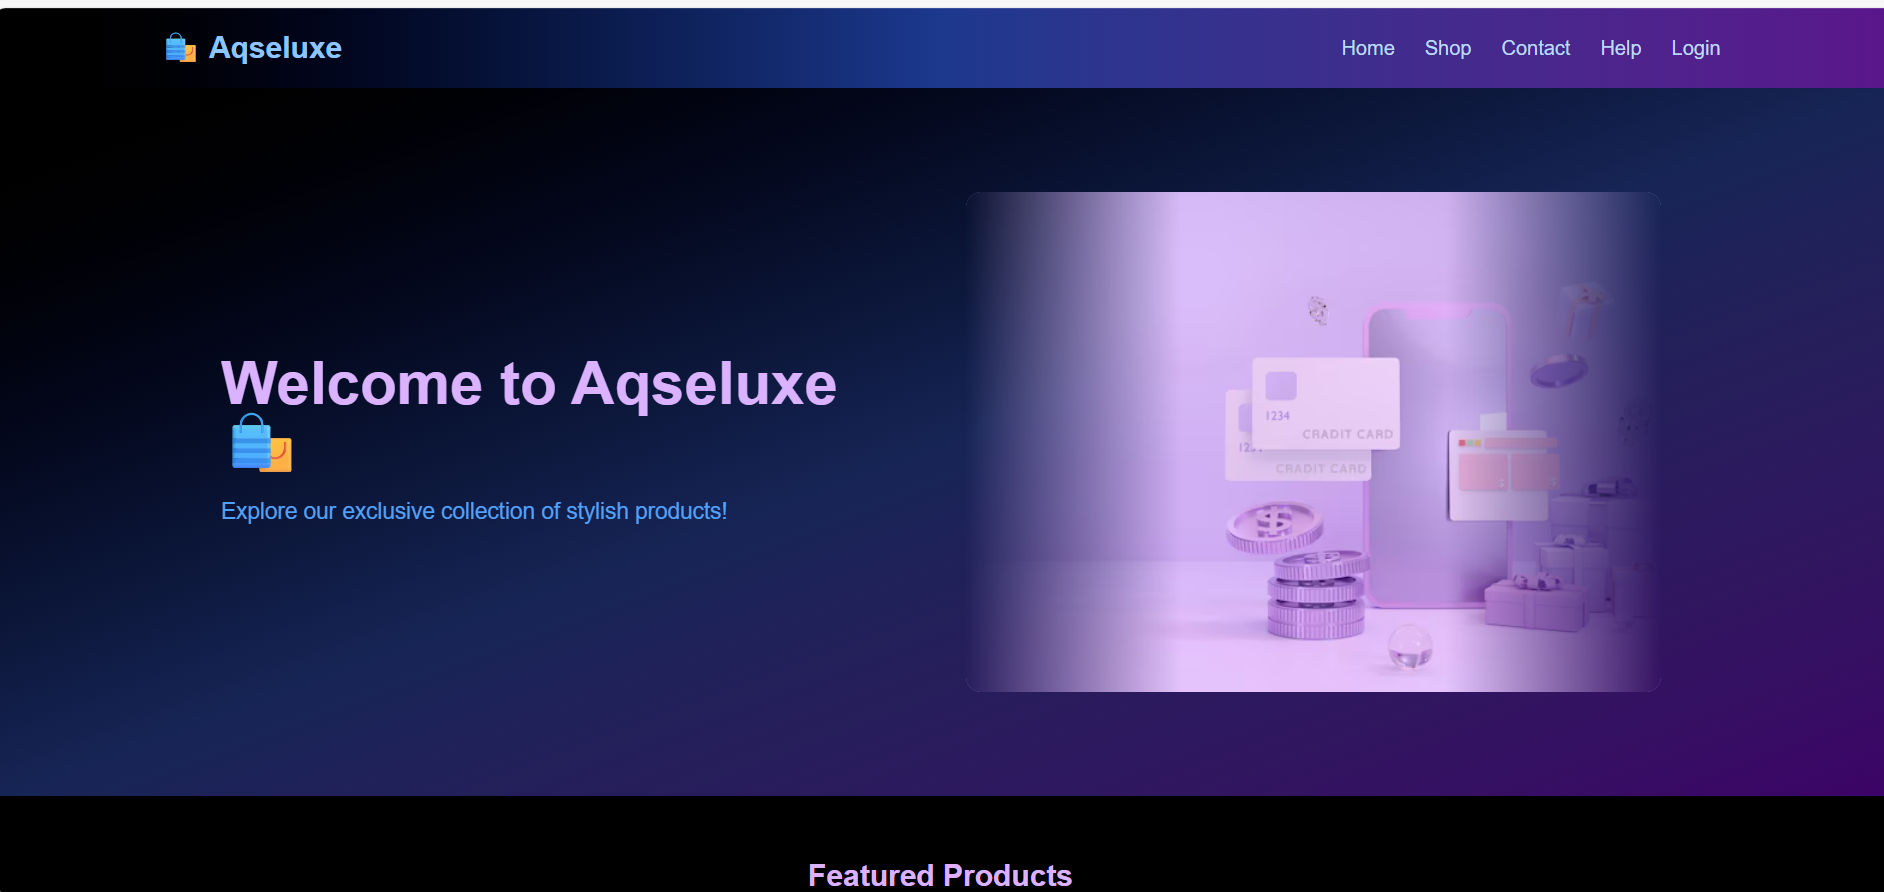 Aqseluxe
Home Shop Contact Help Login
Welcome to Aqseluxe
Explore our exclusive collection of stylish products!
1234
CRADIT CARD
CRADIT CARD
Featured Products